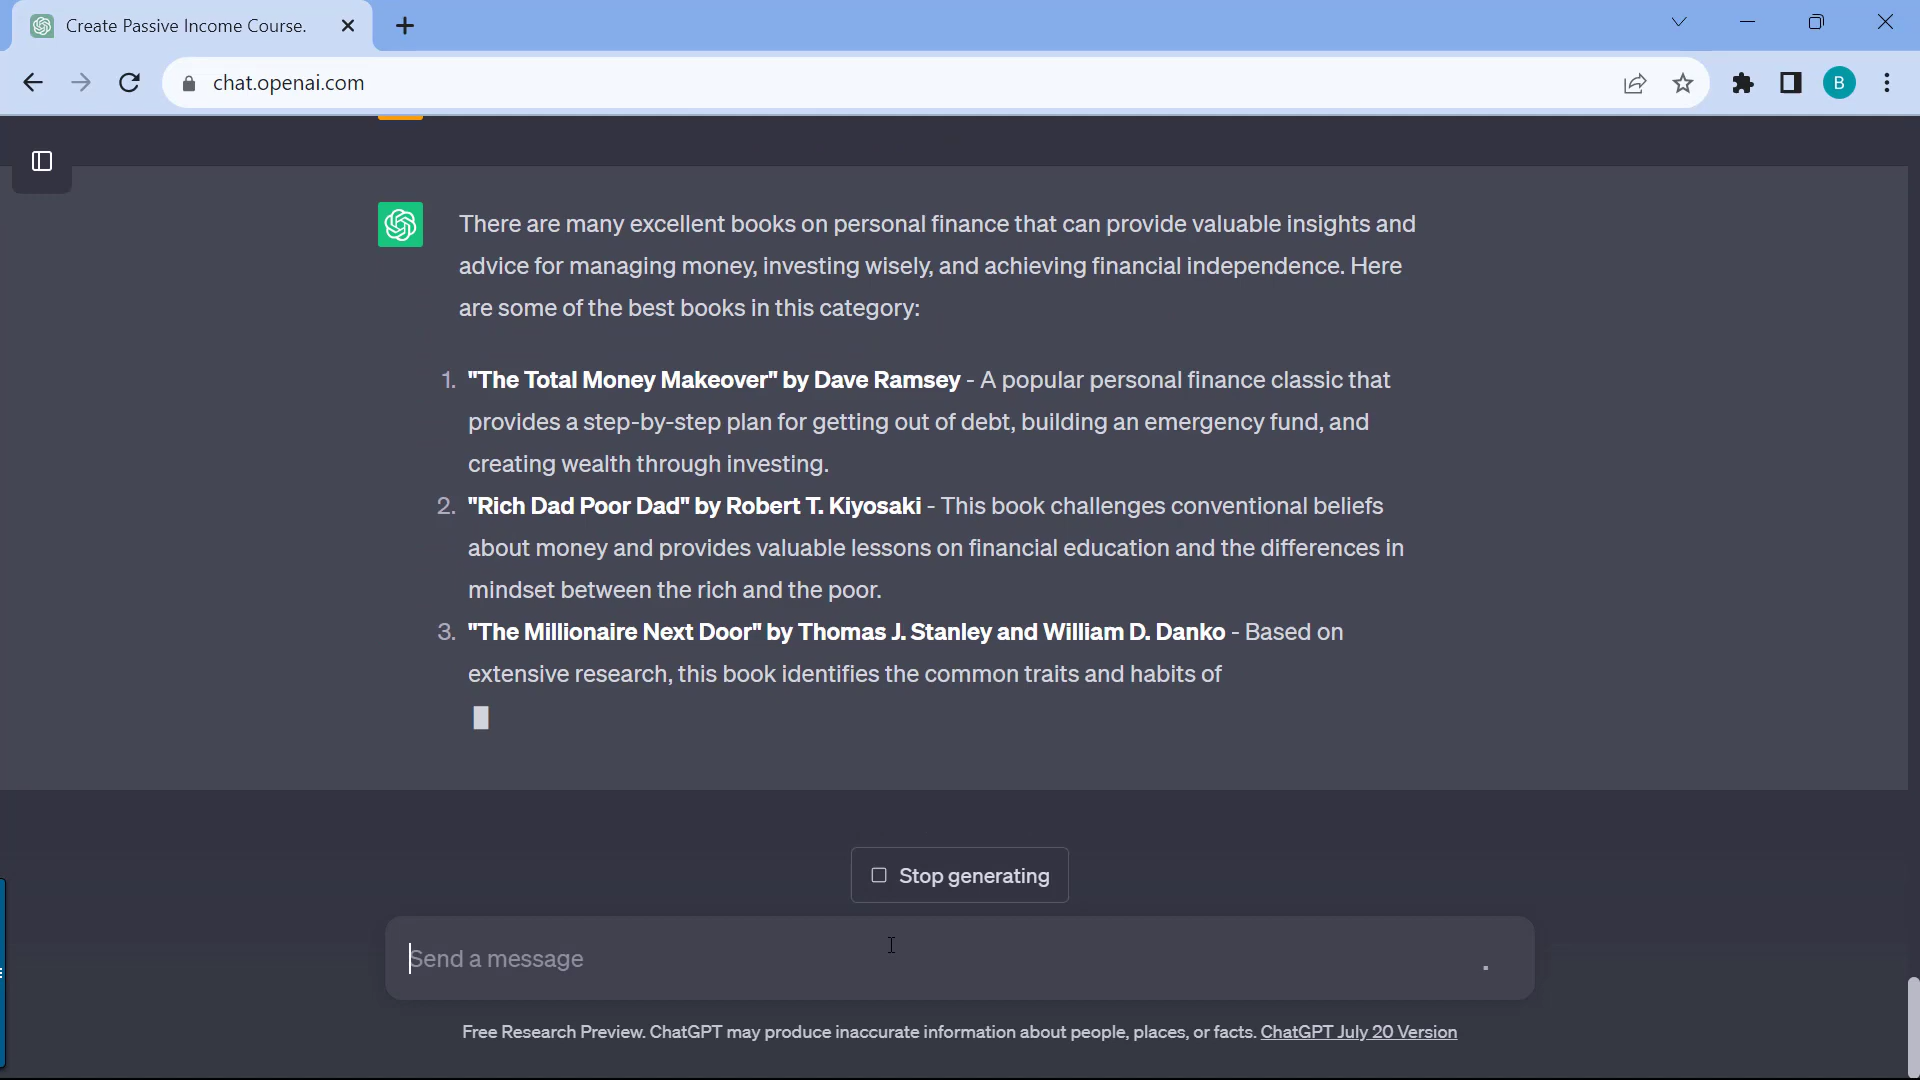 Create Passive Income Course.
chat.openai.com
B
There are many excellent books on personal finance that can provide valuable insights and
advice for managing money, investing wisely, and achieving financial independence. Here
are some of the best books in this category:
1. "The Total Money Makeover" by Dave Ramsey - A popular personal finance classic that
provides a step-by-step plan for getting out of debt, building an emergency fund, and
creating wealth through investing.
2. "Rich Dad Poor Dad" by Robert T. Kiyosaki - This book challenges conventional beliefs
about money and provides valuable lessons on financial education and the differences in
mindset between the rich and the poor.
3. "The Millionaire Next Door" by Thomas J. Stanley and William D. Danko - Based on
extensive research, this book identifies the common traits and habits of
Stop generating
Send a message
Free Research Preview. ChatGPT may produce inaccurate information about people, places, or facts. ChatGPT July 20 Version